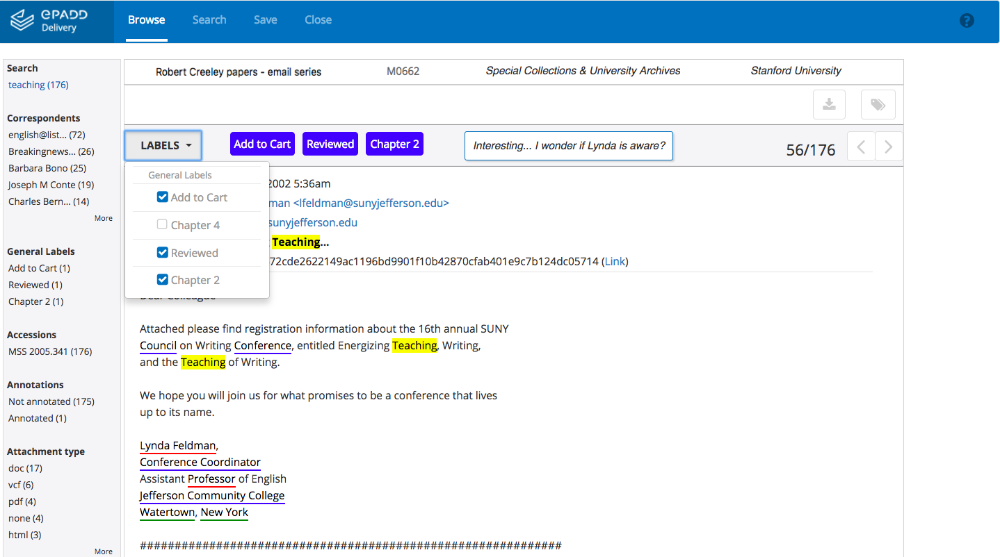 ePADD
Delivery
Browse Search Save Close
?
Search
teaching (176)
Correspondents
english@list... (72)
Breakingnews... (26)
Barbara Bono (25)
Joseph M Conte (19)
Charles Bern... (14)
More
General Labels
Add to Cart (1)
Reviewed (1)
Chapter 2 (1)
Accessions
MSS 2005.341 (176)
Annotations
Not annotated (175)
Annotated (1)
Attachment type
doc (17)
vcf (6)
pdf (4)
none (4)
html (3)
More
Robert Creeley papers - email series M0662 Special Collections & University Archives Stanford University
LABELS Add to Cart Reviewed Chapter 2 Interesting... I wonder if Lynda is aware? 56/176
General Labels
Add to Cart
Chapter 4
Reviewed
Chapter 2
2002 5:36am
man <lfeldman@sunyjefferson.edu>
sunyjefferson.edu
Teaching...
72cde2622149ac1196bd9901f10b42870cfab401e9c7b124dc05714 (Link)
Dear Colleague
Attached please find registration information about the 16th annual SUNY
Council on Writing Conference, entitled Energizing Teaching, Writing,
and the Teaching of Writing.
We hope you will join us for what promises to be a conference that lives
up to its name.
Lynda Feldman,
Conference Coordinator
Assistant Professor of English
Jefferson Community College
Watertown, New York
#############################################################